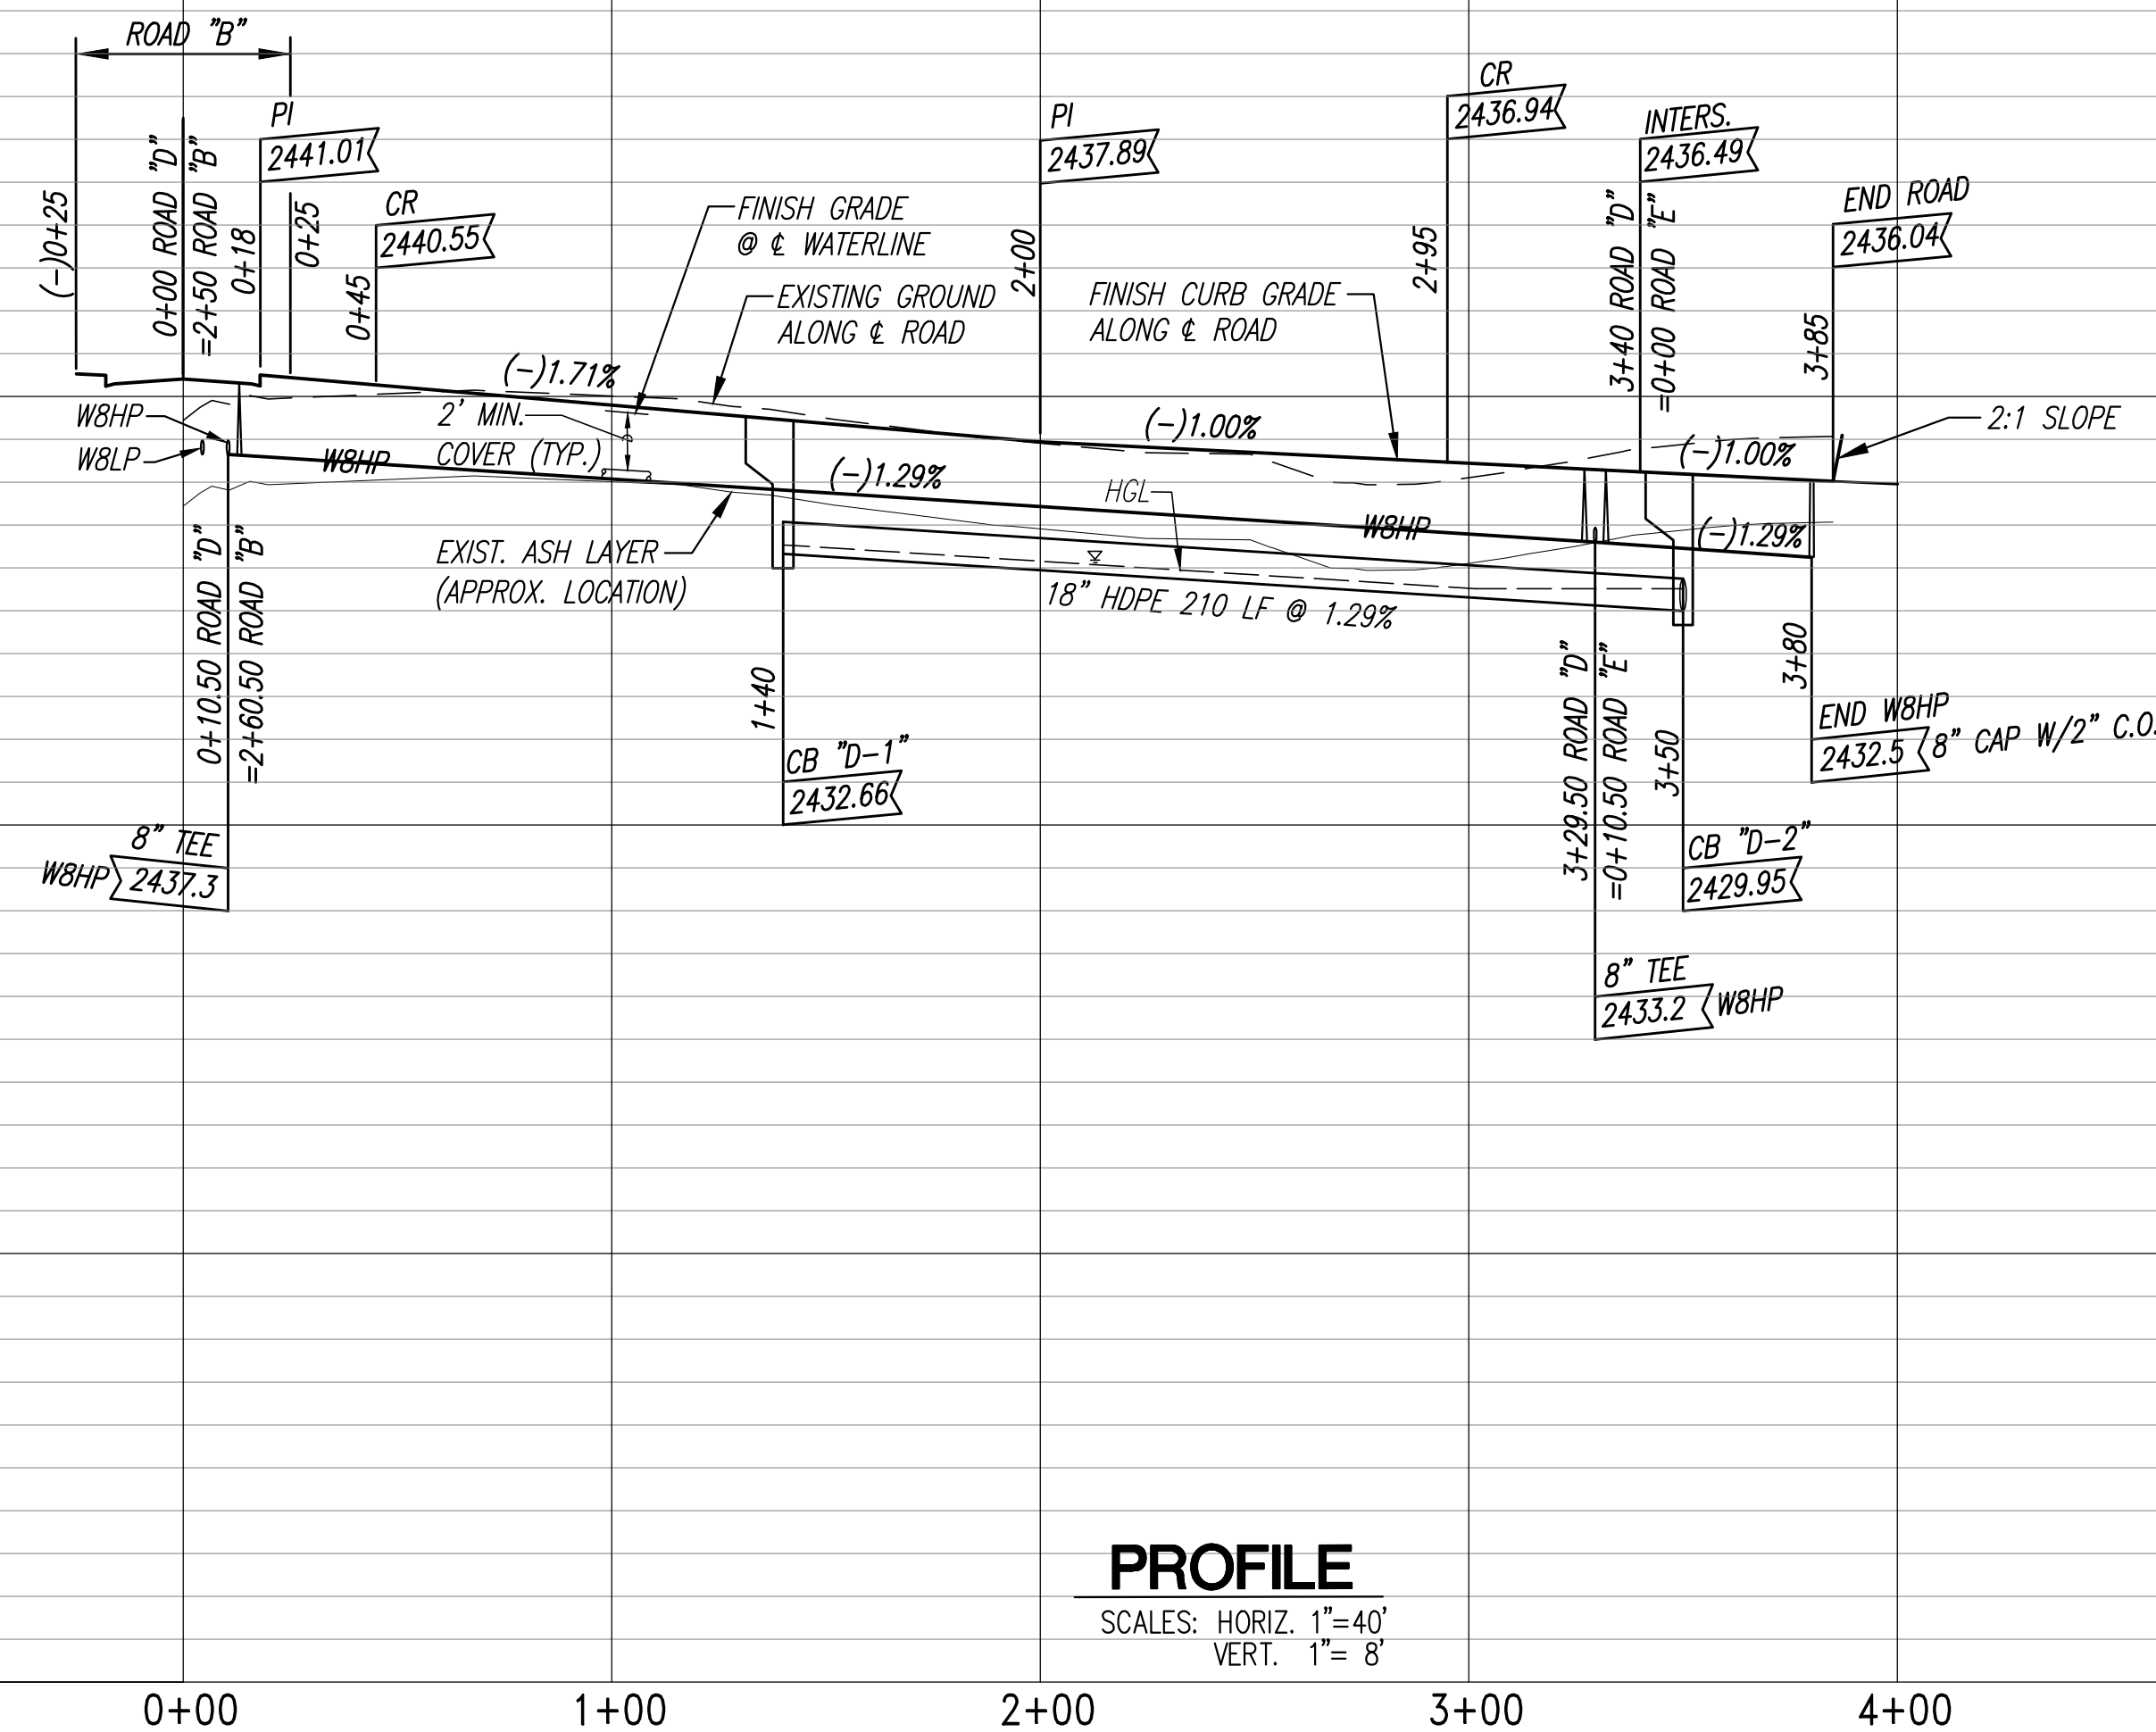 ROAD "B"
(-)0+25
0+00 ROAD "D"
=2+50 ROAD "B"
PI
2441.01
0+18
0+25
CR
2440.55
0+45
FINISH GRADE
@ ℄ WATERLINE
EXISTING GROUND
ALONG ℄ ROAD
PI
2437.89
2+00
FINISH CURB GRADE
ALONG ℄ ROAD
CR
2436.94
2+95
INTERS.
2436.49
3+40 ROAD "D"
=0+00 ROAD "E"
END ROAD
2436.04
3+85
2:1 SLOPE
(-)1.71%
(-)1.00%
(-)1.00%
W8HP
W8LP
2' MIN.
COVER (TYP.)
D
W8HP
(-)1.29%
HGL
W8HP
(-)1.29%
EXIST. ASH LAYER
(APPROX. LOCATION)
18" HDPE 210 LF @ 1.29%
0+10.50 ROAD "D"
=2+60.50 ROAD "B"
8" TEE
W8HP 2437.3
1+40
CB "D-1"
2432.66
3+29.50 ROAD "D"
=0+10.50 ROAD "E"
8" TEE
2433.2 W8HP
3+50
CB "D-2"
2429.95
3+80
END W8HP
2432.5 8" CAP W/2" C.O.
PROFILE
SCALES: HORIZ. 1"=40'
VERT. 1"= 8'
0+00 1+00 2+00 3+00 4+00